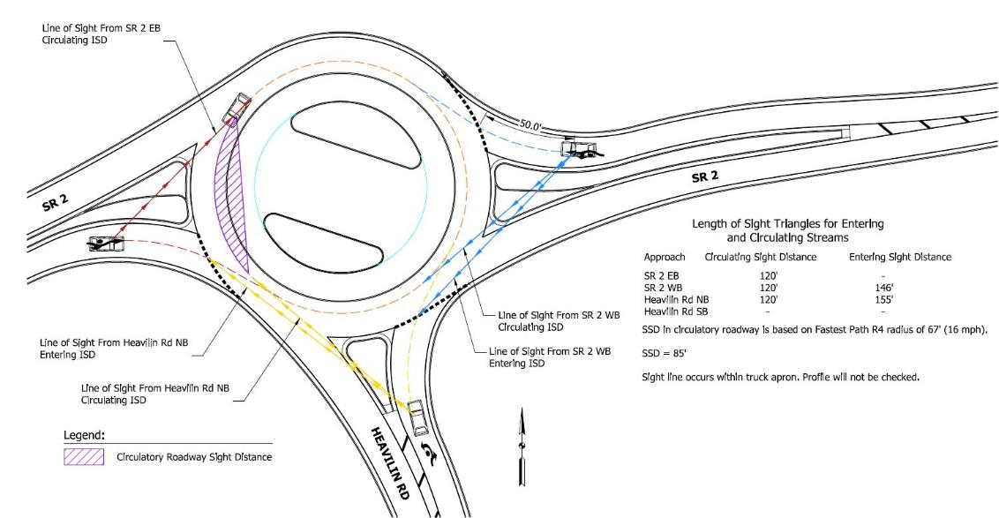 Line of Sight From SR 2 EB
Circulating ISD
50.0'
SR 2
SR 2
Length of Sight Triangles for Entering
and Circulating Streams
Approach Circulating Sight Distance Entering Sight Distance
SR 2 EB 120' -
SR 2 WB 120' 146'
Heavilin Rd NB 120' 155'
Heavilin Rd SB - -
SSD in circulatory roadway is based on Fastest Path R4 radius of 67' (16 mph).
SSD = 85'
Sight line occurs within truck apron. Profile will not be checked.
Line of Sight From SR 2 WB
Circulating ISD
Line of Sight From SR 2 WB
Entering ISD
Line of Sight From Heavilin Rd NB
Entering ISD
Line of Sight From Heavilin Rd NB
Circulating ISD
HEAVILIN RD
Legend:
Circulatory Roadway Sight Distance